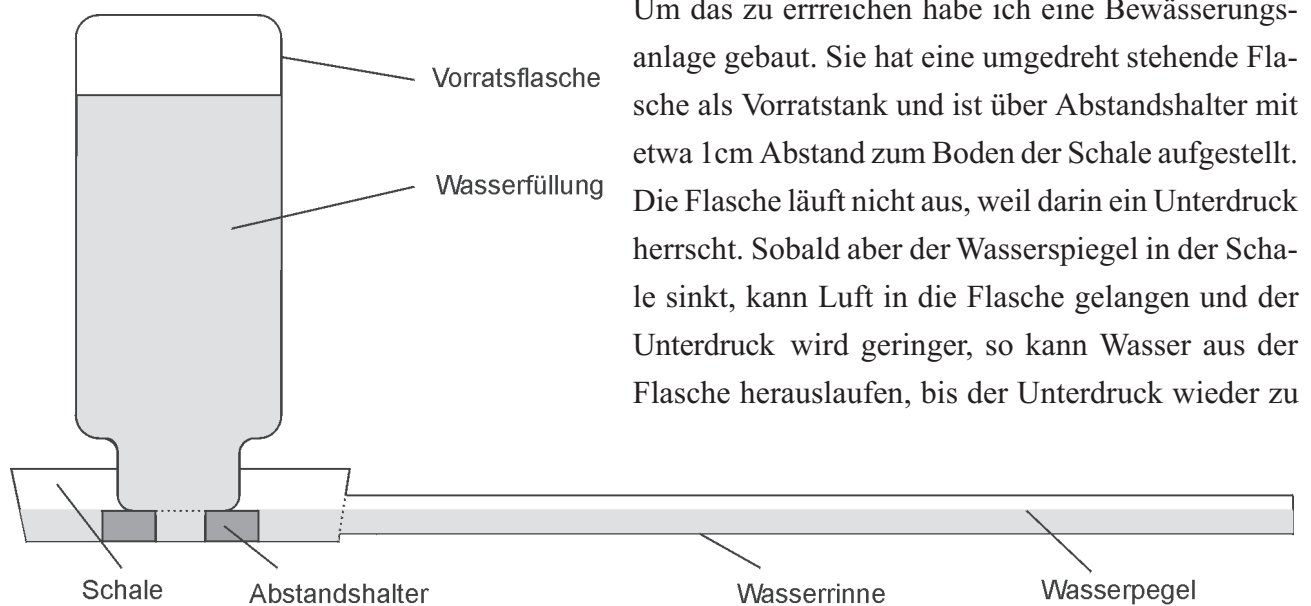 Um das zu errreichen habe ich eine Bewässerungs-
anlage gebaut. Sie hat eine umgedreht stehende Fla-
sche als Vorratstank und ist über Abstandshalter mit
etwa 1cm Abstand zum Boden der Schale aufgestellt.
Die Flasche läuft nicht aus, weil darin ein Unterdruck
herrscht. Sobald aber der Wasserspiegel in der Scha-
le sinkt, kann Luft in die Flasche gelangen und der
Unterdruck wird geringer, so kann Wasser aus der
Flasche herauslaufen, bis der Unterdruck wieder zu
Vorratsflasche
Wasserfüllung
Schale
Abstandshalter
Wasserrinne
Wasserpegel